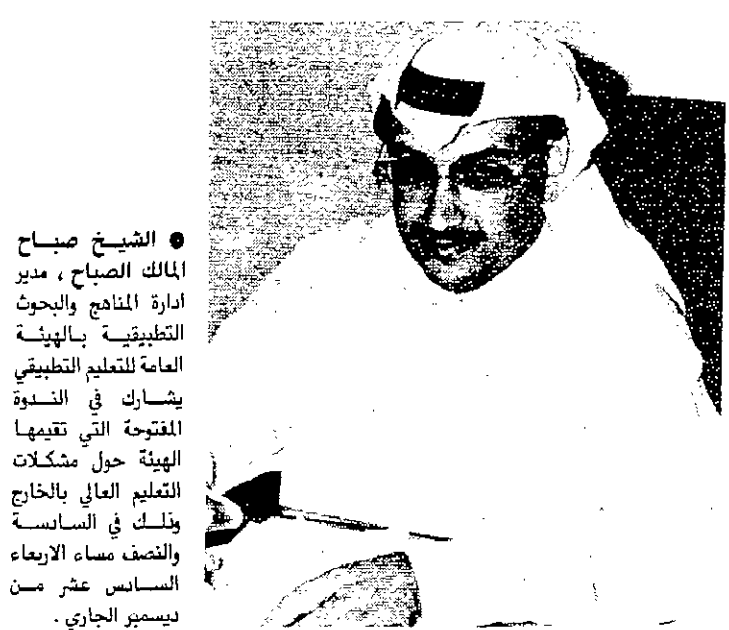 ● الشيخ صباح
المالك الصباح ، مدير
ادارة المناهج والبحوث
التطبيقية بالهيئة
العامة للتعليم التطبيقي
يشارك في الندوة
المفتوحة التي تقيمها
الهيئة حول مشكلات
التعليم العالي بالخارج
وذلك في السادسة
والنصف مساء الاربعاء
السادس عشر من
ديسمبر الجاري .